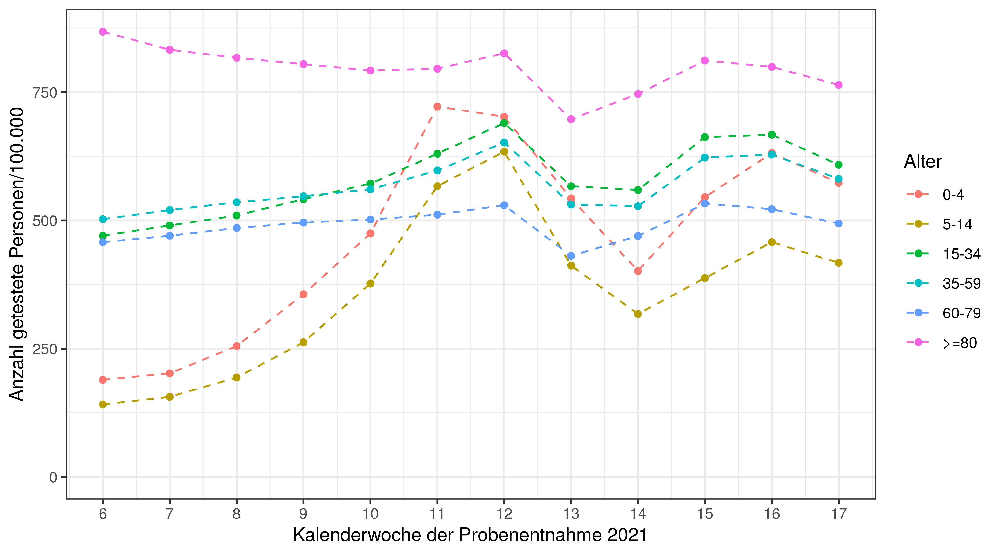 Anzahl getestete Personen/100.000
750
500
250
0
6 7 8 9 10 11 12 13 14 15 16 17
Kalenderwoche der Probenentnahme 2021
Alter
0-4
5-14
15-34
35-59
60-79
>=80